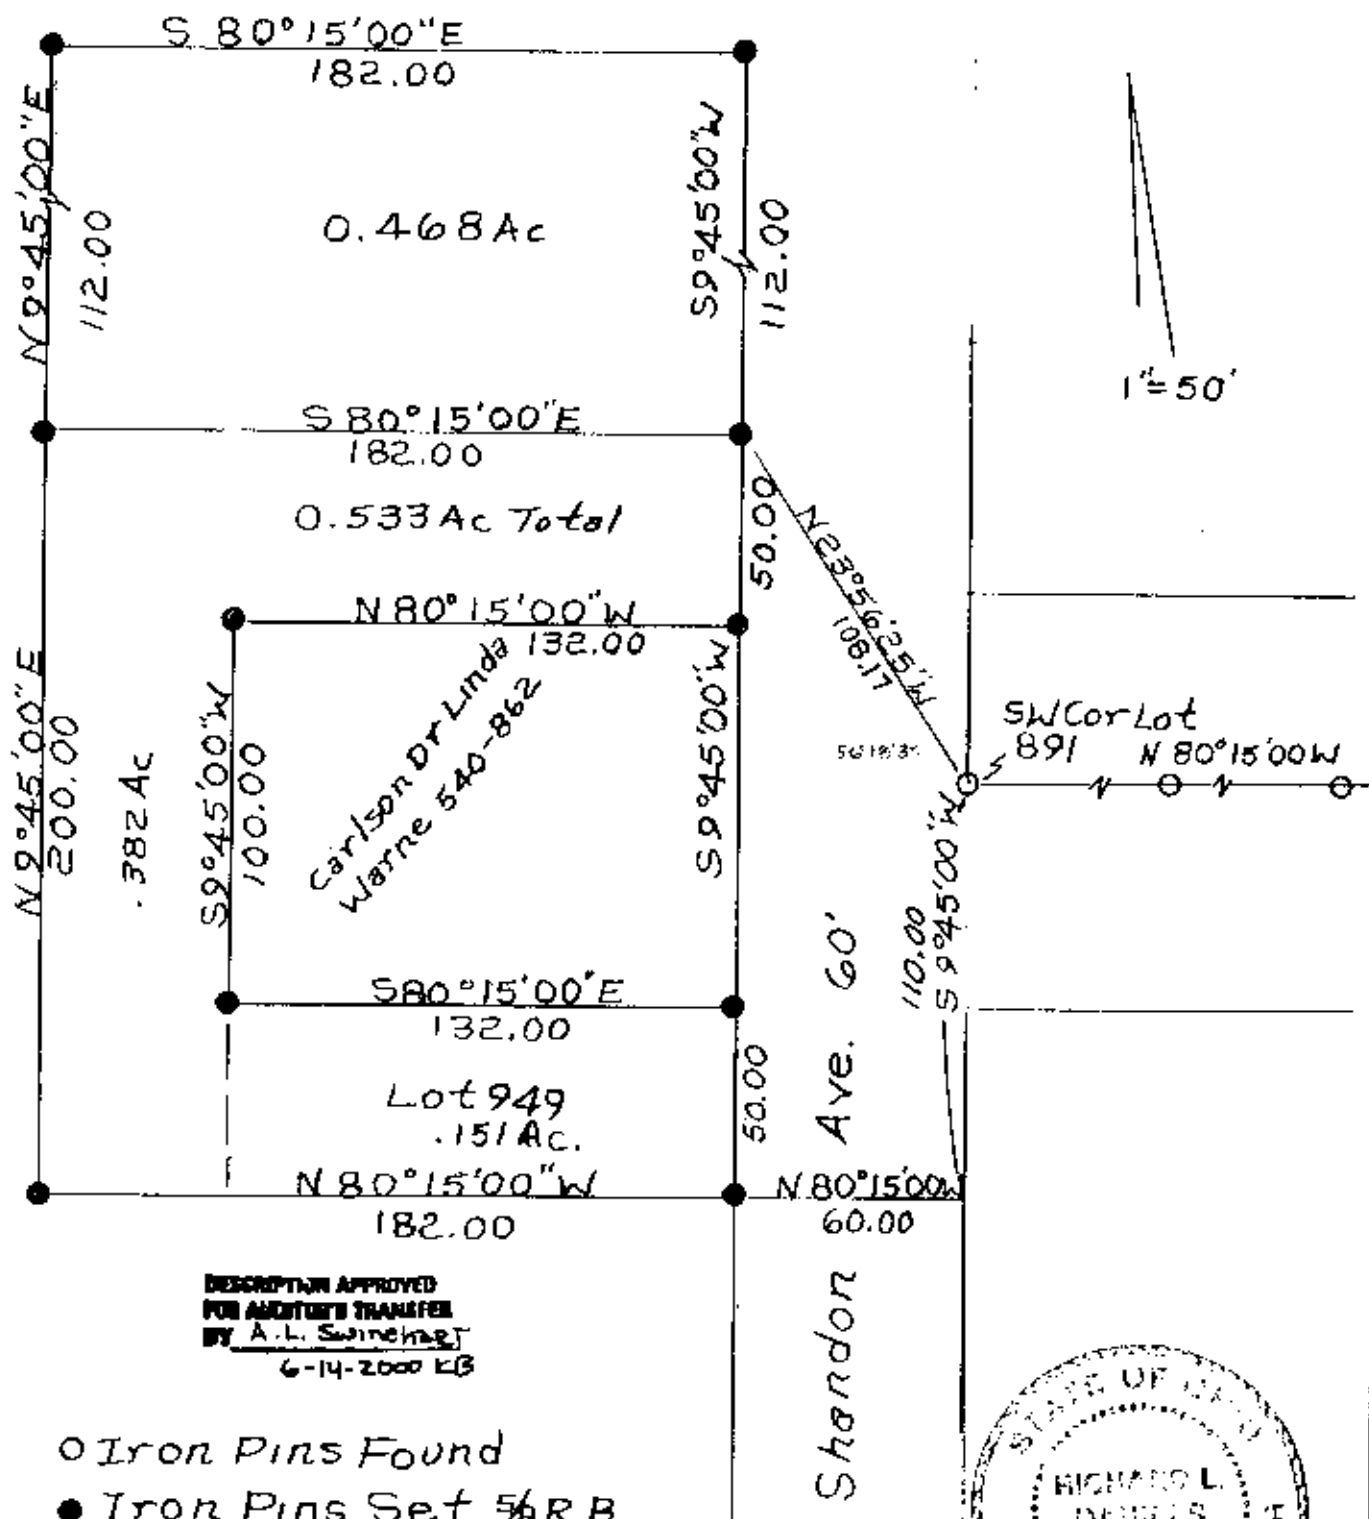 S 80°15'00"E
182.00
N 9°45'00"E
112.00
0.468 Ac
S9°45'00"W
112.00
1"=50'
S 80°15'00"E
182.00
0.533 Ac Total
50.00
N23°56'25"W
108.17
N 80°15'00"W
132.00
Carlson Dr Linda
Warne 540-862
N 9°45'00"E
200.00
.382 Ac
S9°45'00"W
100.00
S 9°45'00"W
SW Cor Lot
891
N 80°15'00W
110.00
S 9°45'00"W
S80°15'00"E
132.00
Lot 949
.151 Ac.
50.00
N 80°15'00"W
182.00
N 80°15'00W
60.00
Shandon Ave. 60'
DESCRIPTION APPROVED
FOR AUDITOR'S TRANSFER
BY A.L. Swinehart
6-14-2000 KB
O Iron Pins Found
● Iron Pins Set 5/8 R B
STATE OF
RICHARD L.